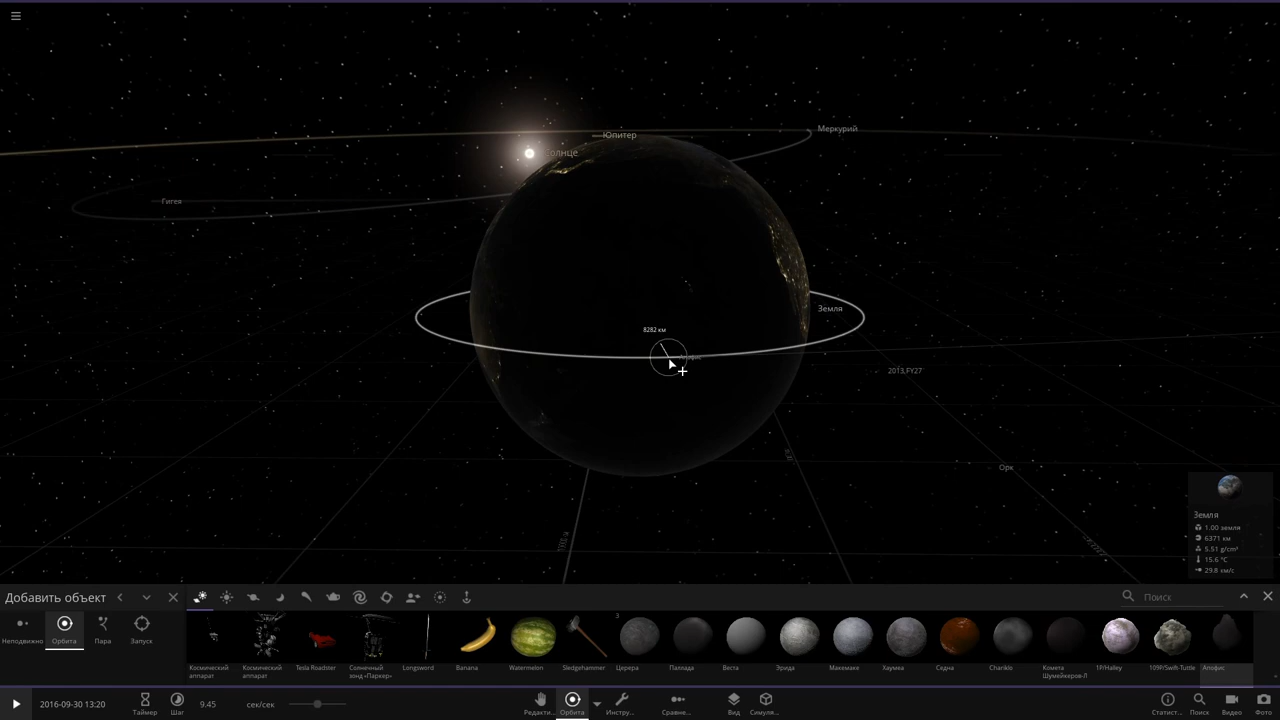 Юпитер
Меркурий
Солнце
Гигея
Земля
8282 км
Апофис
2013 FY27
Орк
Земля
1.00 земля
6371 км
5.51 g/cm³
15.6 °C
29.8 км/с
Добавить объект
Поиск
Неподвижно
Орбита
Пара
Запуск
3
Космический аппарат
Космический аппарат
Tesla Roadster
Солнечный зонд «Паркер»
Longsword
Banana
Watermelon
Sledgehammer
Церера
Паллада
Веста
Эрида
Макемаке
Хаумеа
Седна
Chariklo
Комета Шумейкеров-Л
1P/Halley
109P/Swift-Tuttle
Апофис
2016-09-30 13:20
Таймер
Шаг
9.45
сек/сек
Редакти...
Орбита
Инстру...
Сравне...
Вид
Симуля...
Статист...
Поиск
Видео
Фото